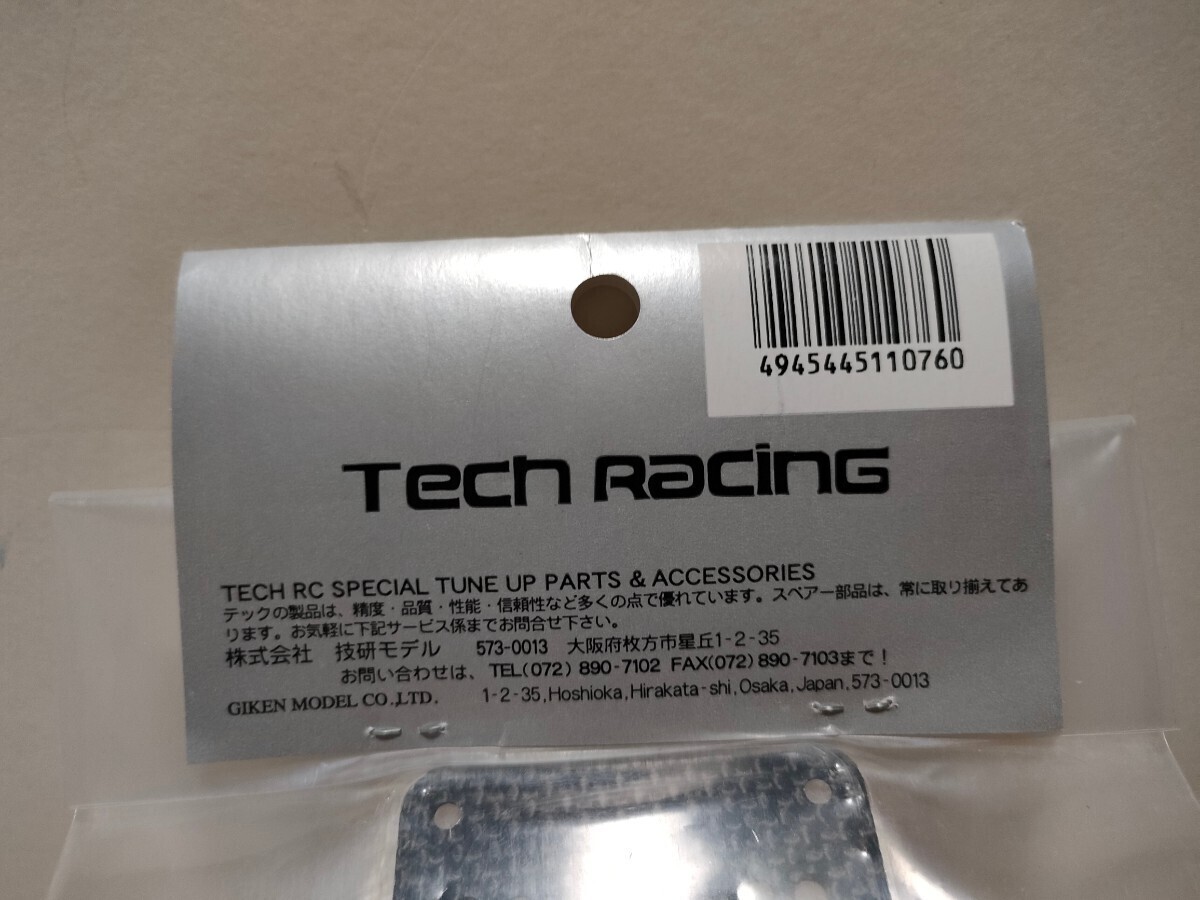 4945445110760
Tech Racing
TECH RC SPECIAL TUNE UP PARTS & ACCESSORIES
テックの製品は、精度・品質・性能・信頼性など多くの点で優れています。スペアー部品は、常に取り揃えてあ
ります。お気軽に下記サービス係までお問合せ下さい。
株式会社 技研モデル 573-0013 大阪府枚方市星丘1-2-35
お問い合わせは、TEL(072) 890-7102 FAX(072) 890-7103まで！
GIKEN MODEL CO.,LTD. 1-2-35,Hoshioka,Hirakata-shi,Osaka,Japan,573-0013